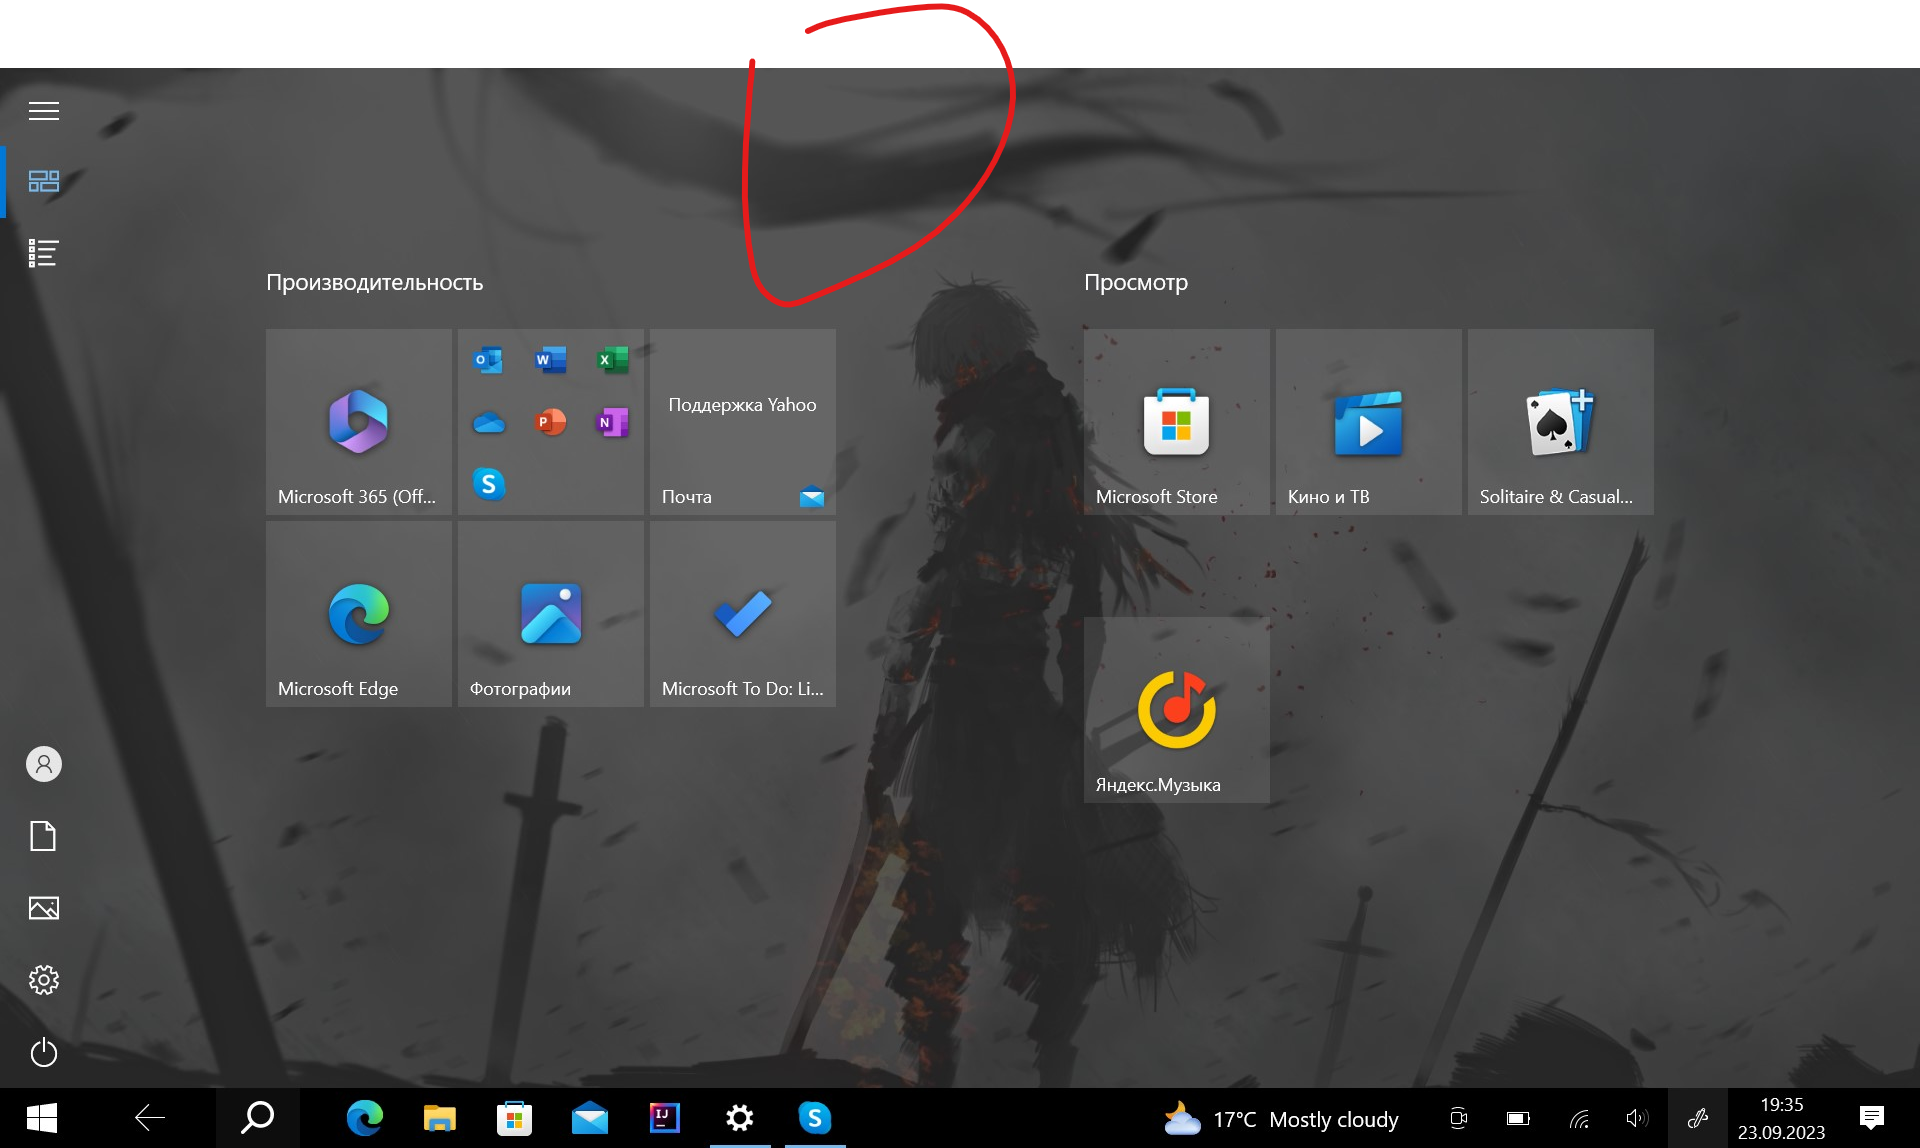 Производительность
Просмотр
Microsoft 365 (Off...
O
W
X
P
N
S
Поддержка Yahoo
Почта
Microsoft Store
Кино и ТВ
Solitaire & Casual...
Microsoft Edge
Фотографии
Microsoft To Do: Li...
Яндекс.Музыка
IJ
S
17°C Mostly cloudy
19:35
23.09.2023